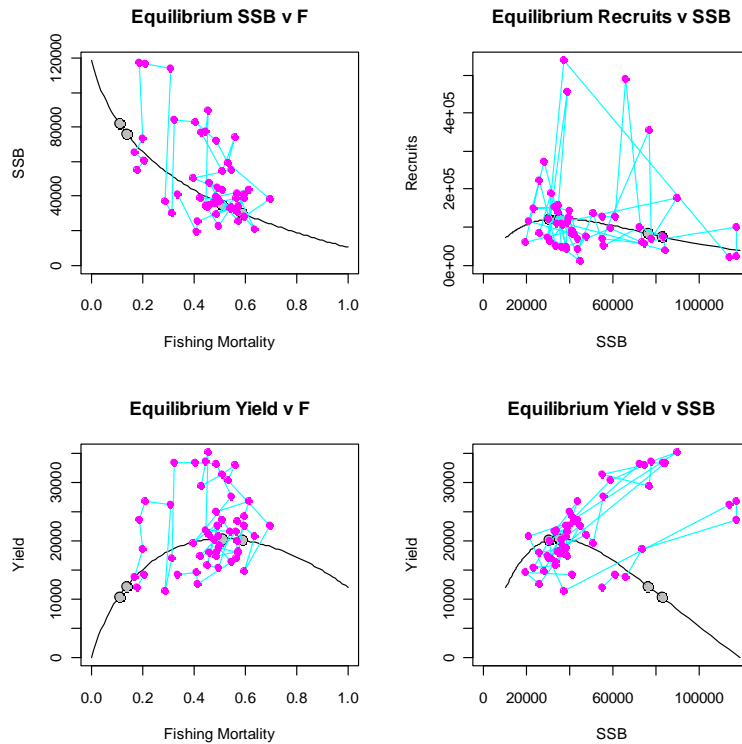 Equilibrium SSB v F
SSB
0 40000 80000 120000
0.0 0.2 0.4 0.6 0.8 1.0
Fishing Mortality
Equilibrium Recruits v SSB
Recruits
0e+00 2e+05 4e+05
0 20000 60000 100000
SSB
Equilibrium Yield v F
Yield
0 10000 20000 30000
0.0 0.2 0.4 0.6 0.8 1.0
Fishing Mortality
Equilibrium Yield v SSB
Yield
0 10000 20000 30000
0 20000 60000 100000
SSB